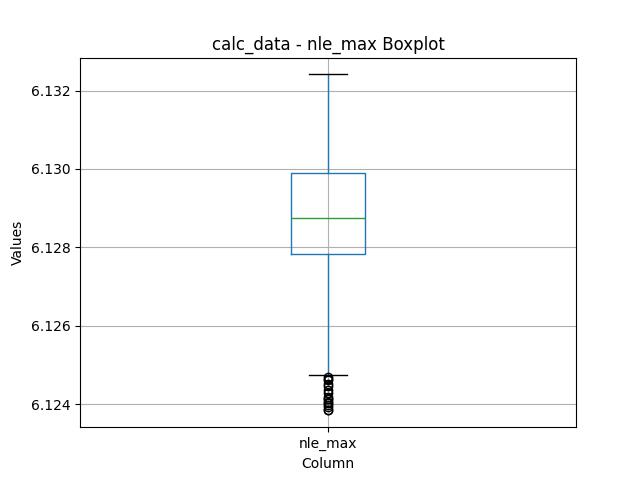 calc_data - nle_max Boxplot
6.132
6.130
6.128
6.126
6.124
Values
nle_max
Column